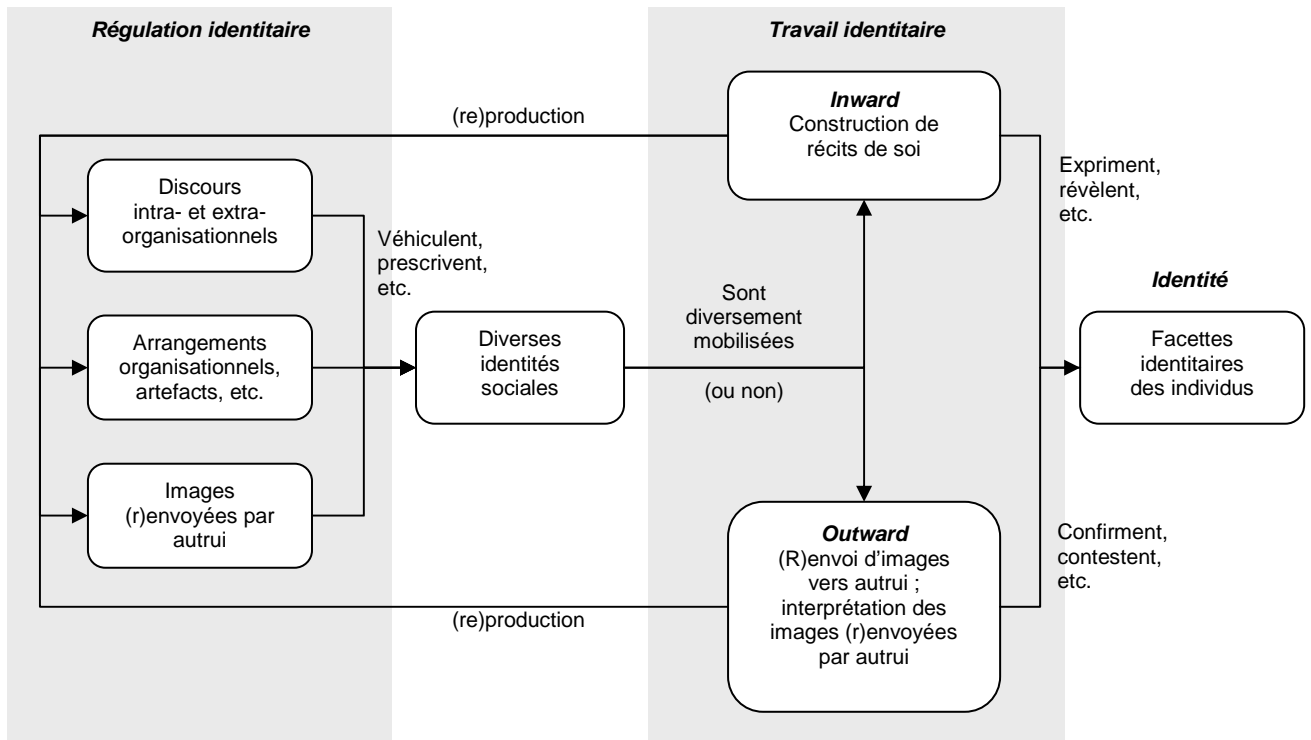 Régulation identitaire
Travail identitaire
Inward
Construction de
récits de soi
(re)production
Discours
intra- et extra-
organisationnels
Véhiculent,
prescrivent,
etc.
Expriment,
révèlent,
etc.
Identité
Arrangements
organisationnels,
artefacts, etc.
Diverses
identités
sociales
Sont
diversement
mobilisées
(ou non)
Facettes
identitaires
des individus
Images
(r)envoyées par
autrui
Outward
(R)envoi d'images
vers autrui ;
interprétation des
images (r)envoyées
par autrui
Confirment,
contestent,
etc.
(re)production